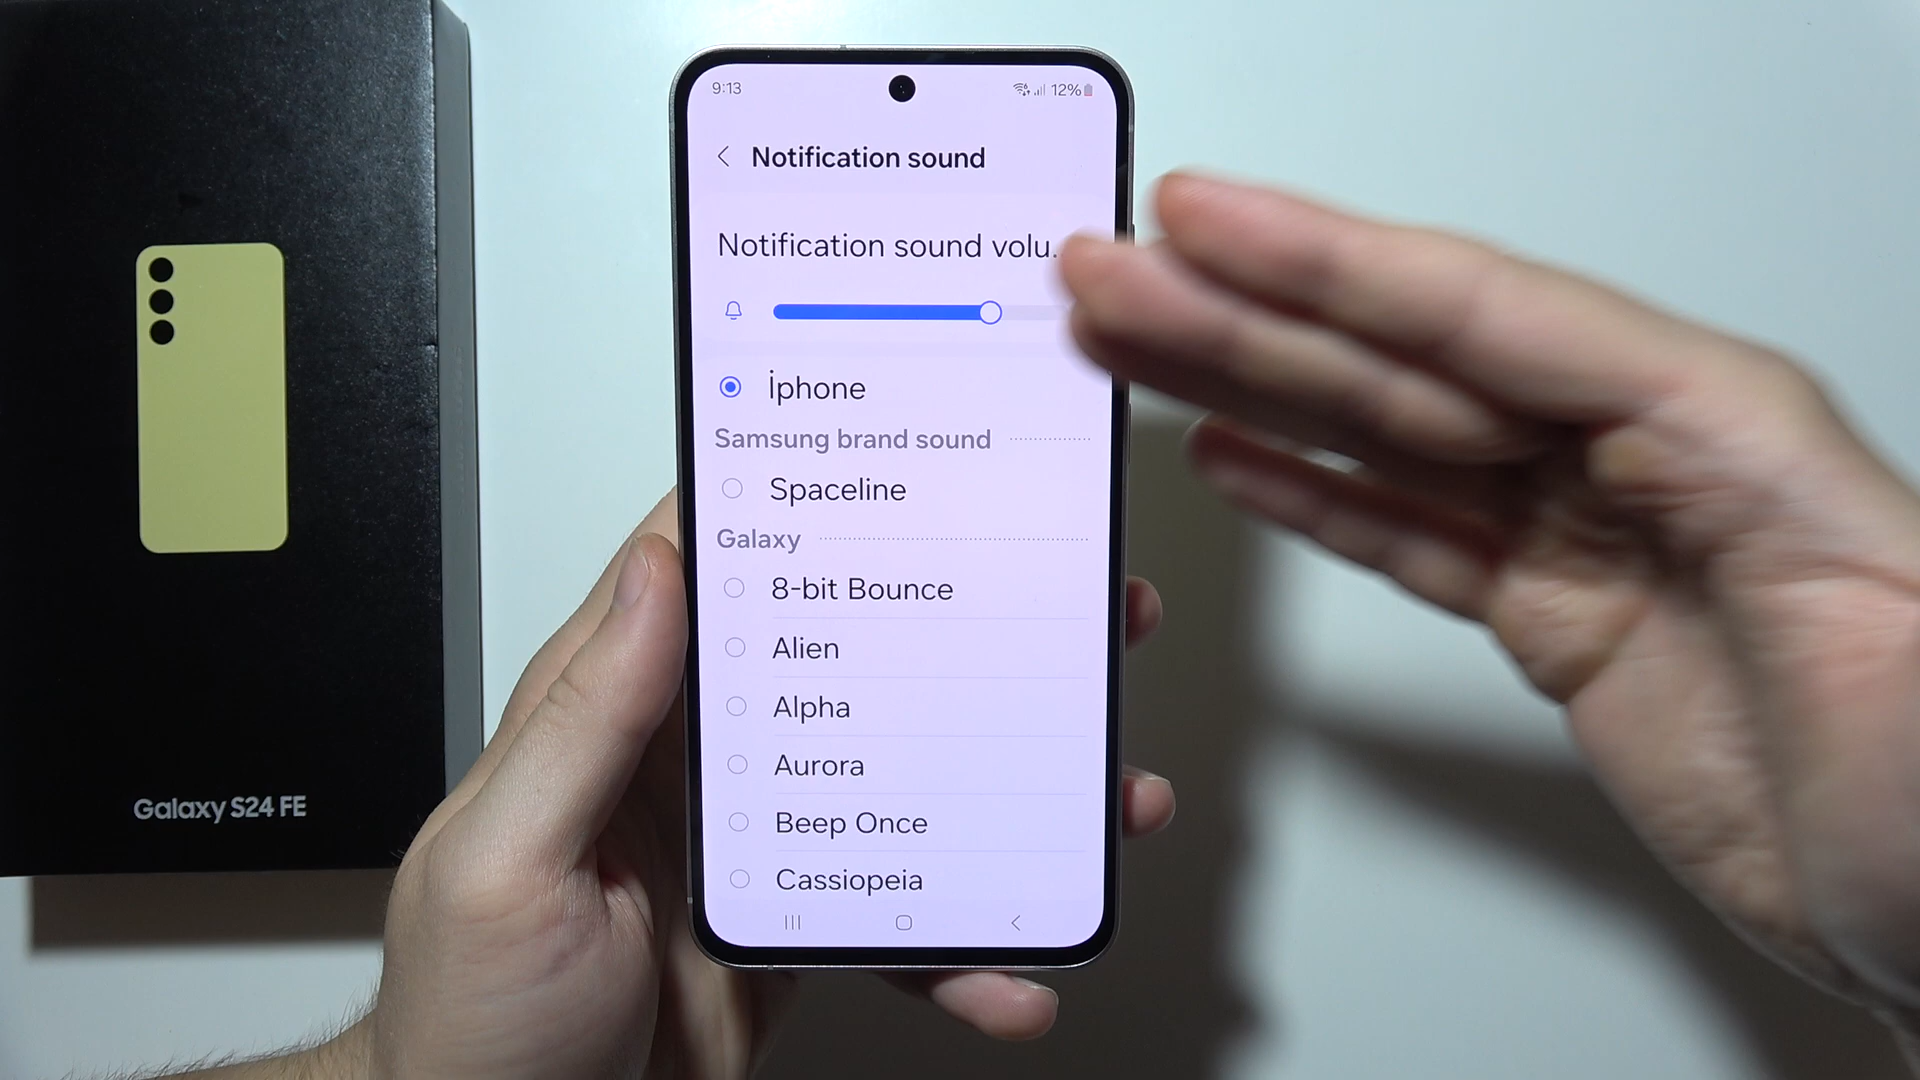 9:13
12%
Notification sound
Notification sound volu...
İphone
Samsung brand sound
Spaceline
Galaxy
8-bit Bounce
Alien
Alpha
Aurora
Beep Once
Cassiopeia
Galaxy S24 FE